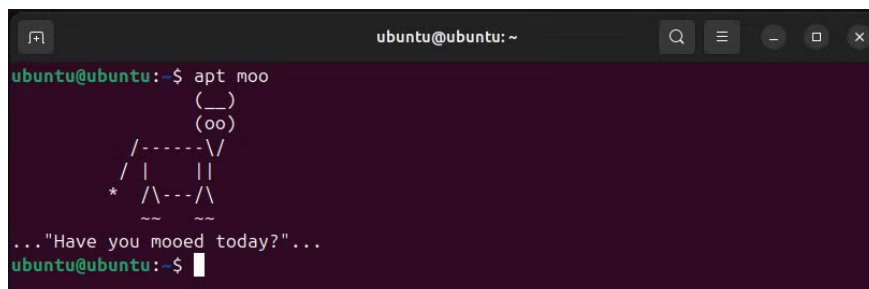 ubuntu@ubuntu: ~
ubuntu@ubuntu:~$ apt moo
                 (__)
                 (oo)
           /------\/
          / |    ||
         *  /\---/\
            ~~   ~~
..."Have you mooed today?"...
ubuntu@ubuntu:~$